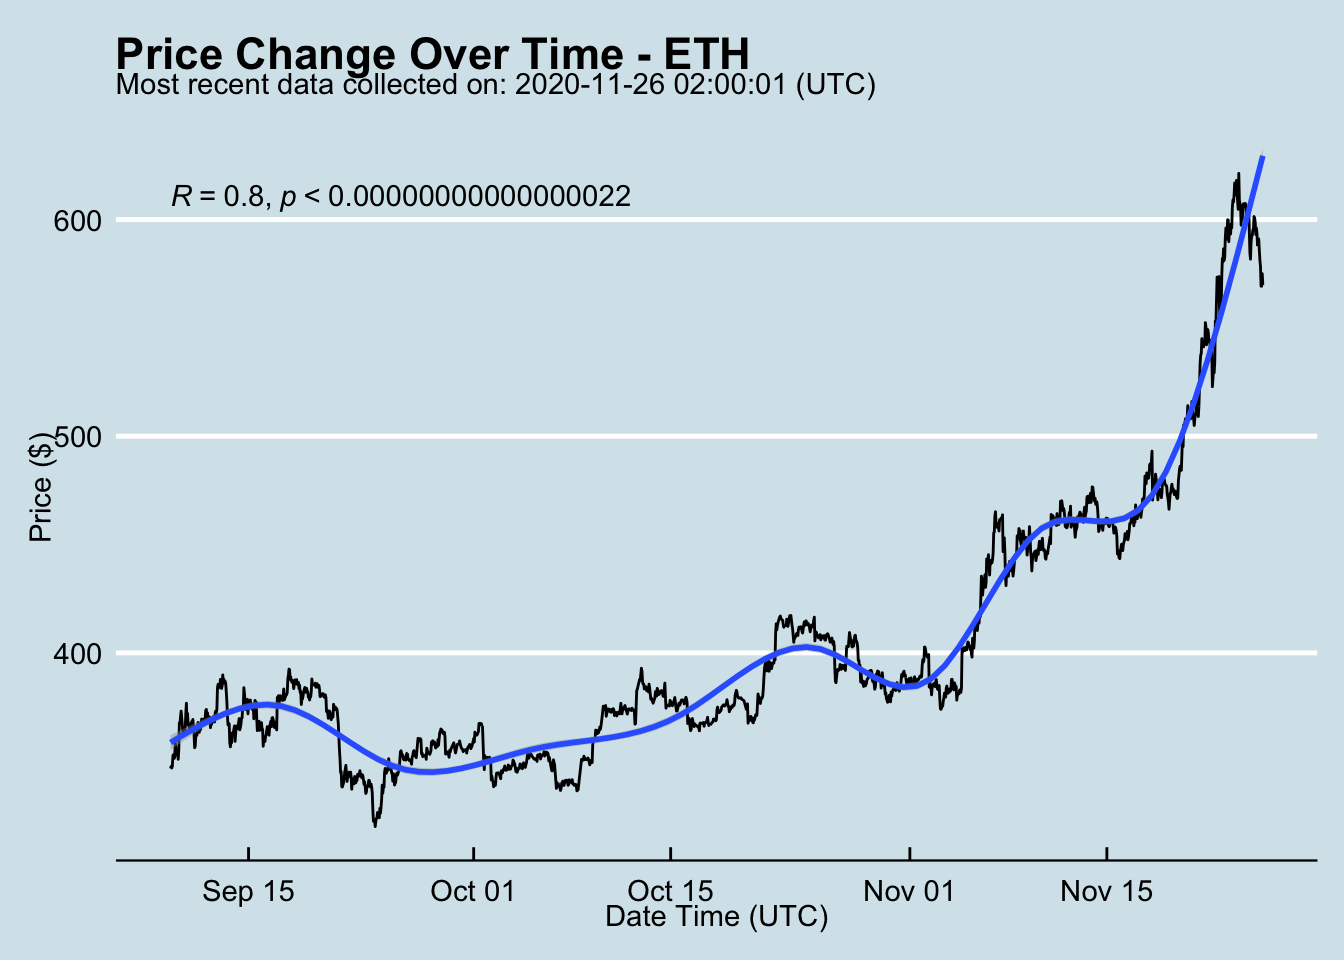 Price Change Over Time - ETH
Most recent data collected on: 2020-11-26 02:00:01 (UTC)
R = 0.8, p < 0.00000000000000022
600
500
400
Price ($)
Sep 15
Oct 01
Oct 15
Nov 01
Nov 15
Date Time (UTC)